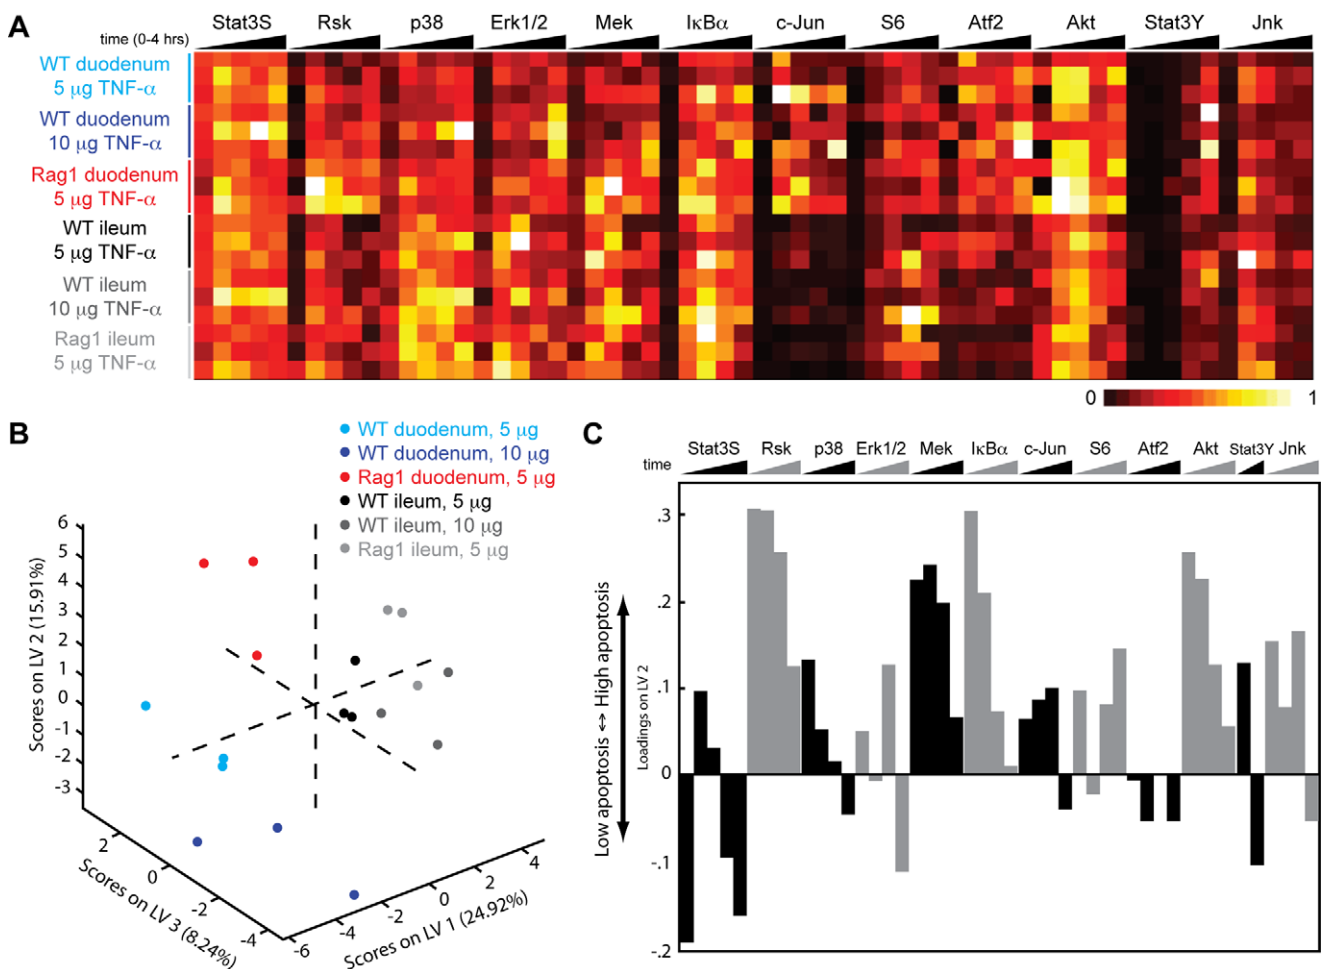 A
Stat3S Rsk p38 Erk1/2 Mek IκBα c-Jun S6 Atf2 Akt Stat3Y Jnk
time (0-4 hrs)
WT duodenum
5 μg TNF-α
WT duodenum
10 μg TNF-α
Rag1 duodenum
5 μg TNF-α
WT ileum
5 μg TNF-α
WT ileum
10 μg TNF-α
Rag1 ileum
5 μg TNF-α
0 1
B
WT duodenum, 5 μg
WT duodenum, 10 μg
Rag1 duodenum, 5 μg
WT ileum, 5 μg
WT ileum, 10 μg
Rag1 ileum, 5 μg
Scores on LV 2 (15.91%)
6
5
4
3
2
1
0
-1
-2
-3
Scores on LV 3 (8.24%)
2
0
-2
-4
Scores on LV 1 (24.92%)
-6
-4
-2
0
2
4
C
Stat3S Rsk p38 Erk1/2 Mek IκBα c-Jun S6 Atf2 Akt Stat3Y Jnk
time
Low apoptosis ↔ High apoptosis
Loadings on LV 2
.3
.2
.1
0
-.1
-.2